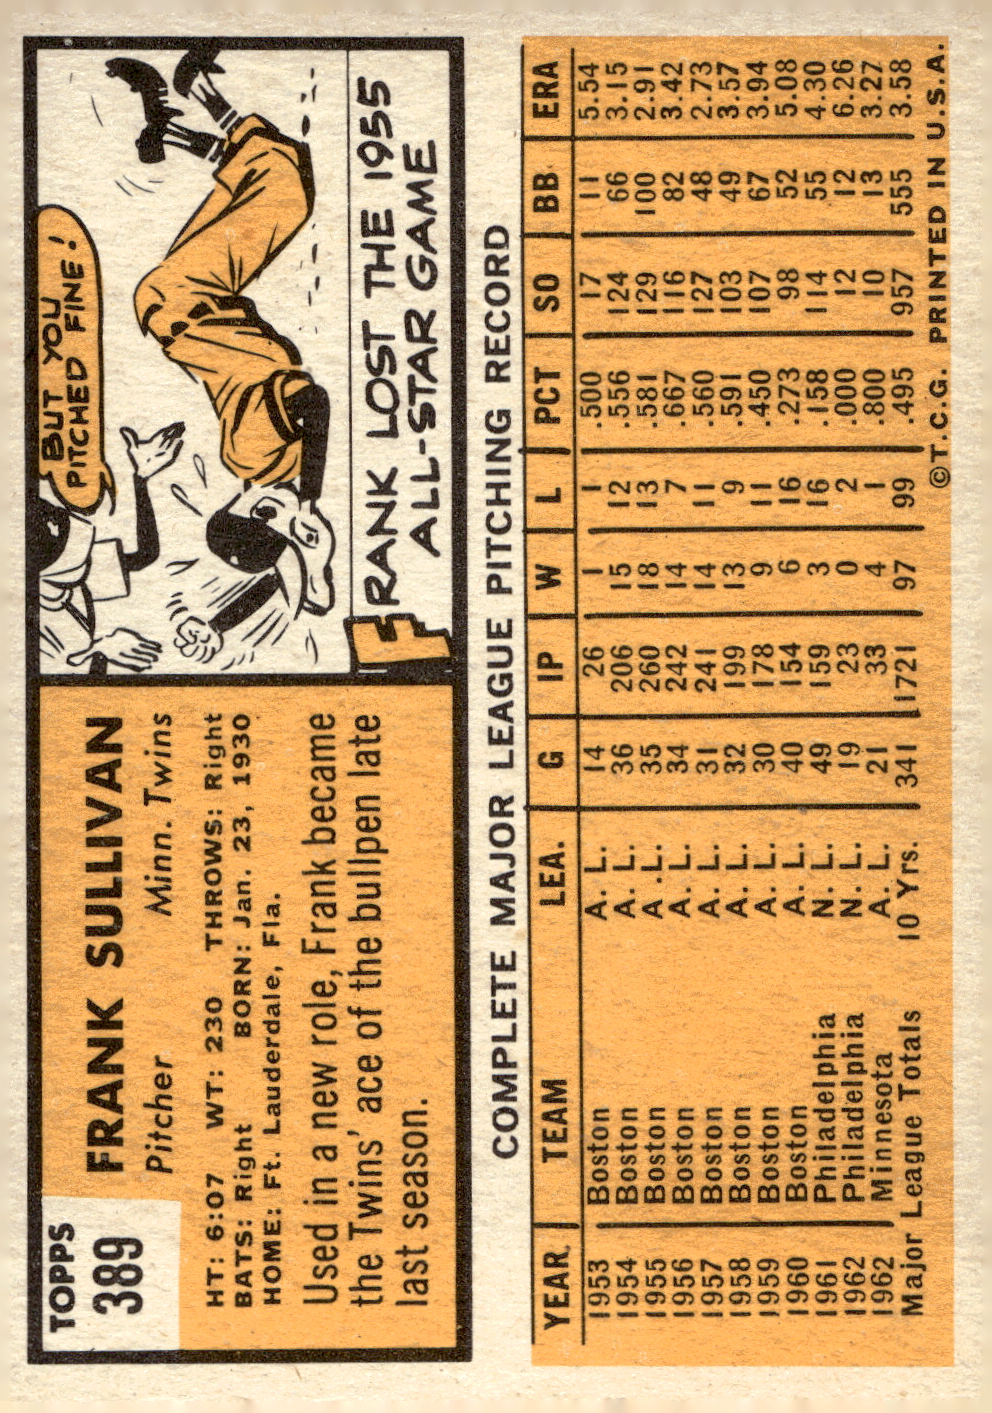 TOPPS
389
FRANK SULLIVAN
Pitcher Minn. Twins
HT: 6:07 WT: 230 THROWS: Right
BATS: Right BORN: Jan. 23, 1930
HOME: Ft. Lauderdale, Fla.
Used in a new role, Frank became
the Twins' ace of the bullpen late
last season.
BUT YOU
PITCHED FINE!
FRANK LOST THE 1955
ALL-STAR GAME
COMPLETE MAJOR LEAGUE PITCHING RECORD
YEAR TEAM LEA. G IP W L PCT SO BB ERA
1953 Boston A. L. 14 26 1 1 .500 17 11 5.54
1954 Boston A. L. 36 206 15 12 .556 124 66 3.15
1955 Boston A .L. 35 260 18 13 .581 129 100 2.91
1956 Boston A. L. 34 242 14 7 .667 116 82 3.42
1957 Boston A. L. 31 241 14 11 .560 127 48 2.73
1958 Boston A. L. 32 199 13 9 .591 103 49 3.57
1959 Boston A. L. 30 178 9 11 .450 107 67 3.94
1960 Boston A. L. 40 154 6 16 .273 98 52 5.08
1961 Philadelphia N. L. 49 159 3 16 .158 114 55 4.30
1962 Philadelphia N. L. 19 23 0 2 .000 12 12 6.26
1962 Minnesota A. L. 21 33 4 1 .800 10 13 3.27
Major League Totals 10 Yrs. 341 1721 97 99 .495 957 555 3.58
©T.C.G. PRINTED IN U.S.A.